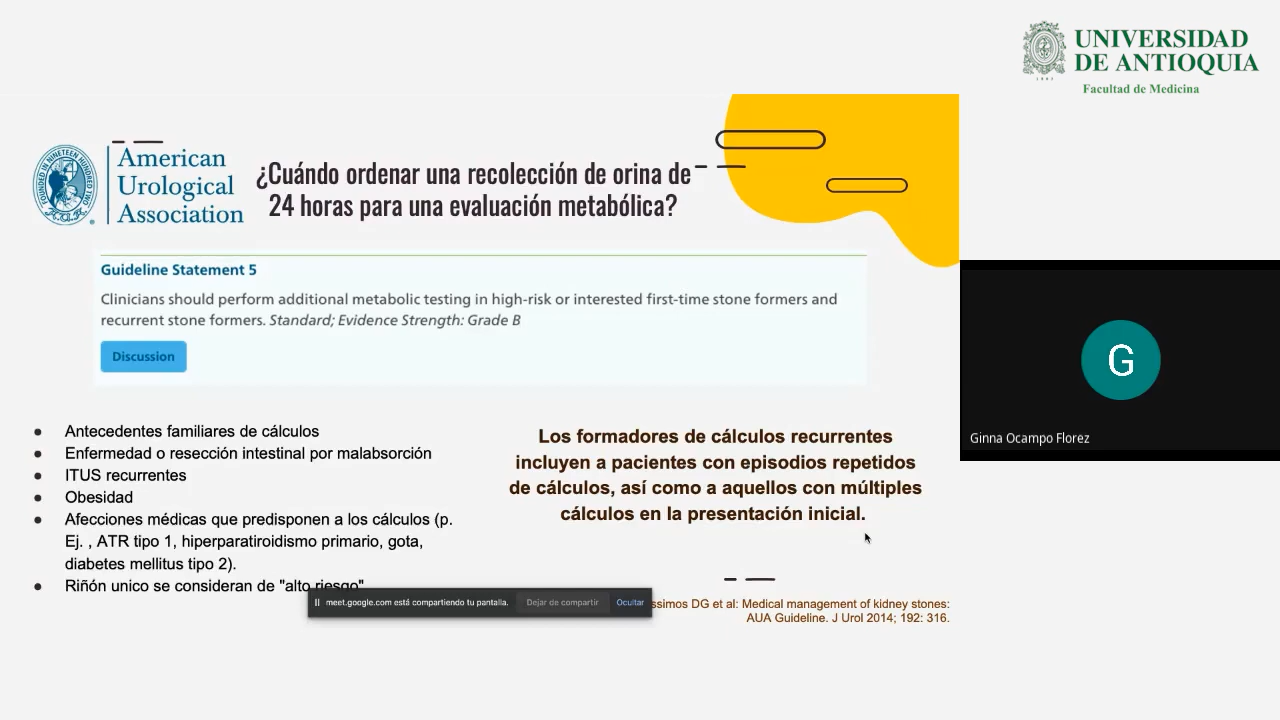 UNIVERSIDAD
DE ANTIOQUIA
1803
Facultad de Medicina
American
Urological
Association
¿Cuándo ordenar una recolección de orina de
24 horas para una evaluación metabólica?
Guideline Statement 5
Clinicians should perform additional metabolic testing in high-risk or interested first-time stone formers and
recurrent stone formers. Standard; Evidence Strength: Grade B
Discussion
● Antecedentes familiares de cálculos
● Enfermedad o resección intestinal por malabsorción
● ITUS recurrentes
● Obesidad
● Afecciones médicas que predisponen a los cálculos (p.
Ej. , ATR tipo 1, hiperparatiroidismo primario, gota,
diabetes mellitus tipo 2).
● Riñón unico se consideran de "alto riesgo"
Los formadores de cálculos recurrentes
incluyen a pacientes con episodios repetidos
de cálculos, así como a aquellos con múltiples
cálculos en la presentación inicial.
meet.google.com está compartiendo tu pantalla.
Dejar de compartir
Ocultar
ssimos DG et al: Medical management of kidney stones:
AUA Guideline. J Urol 2014; 192: 316.
G
Ginna Ocampo Florez